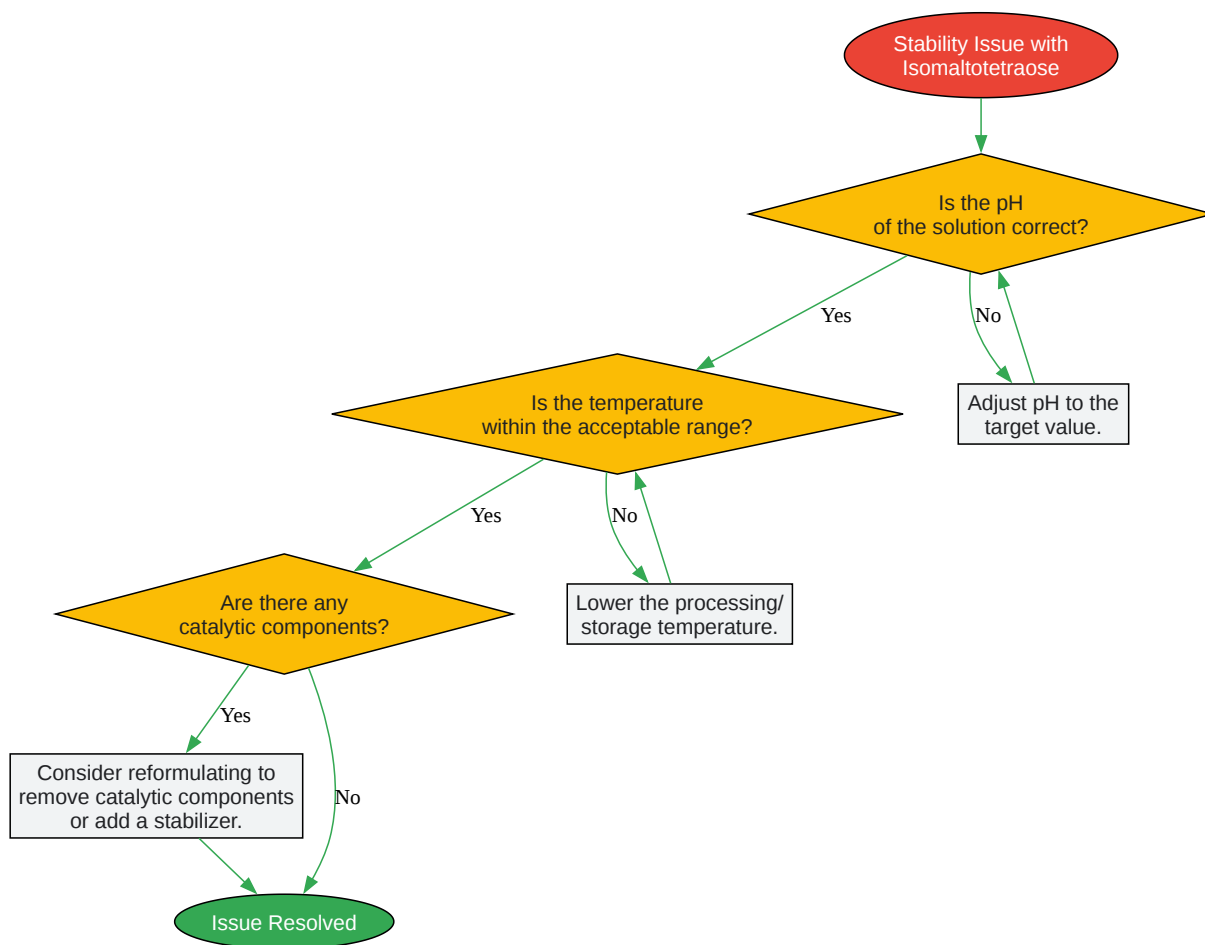 Stability Issue with
Isomaltotetraose
Is the pH
of the solution correct?
Yes
No
Adjust pH to the
target value.
Is the temperature
within the acceptable range?
Yes
No
Lower the processing/
storage temperature.
Are there any
catalytic components?
Yes
No
Consider reformulating to
remove catalytic components
or add a stabilizer.
Issue Resolved